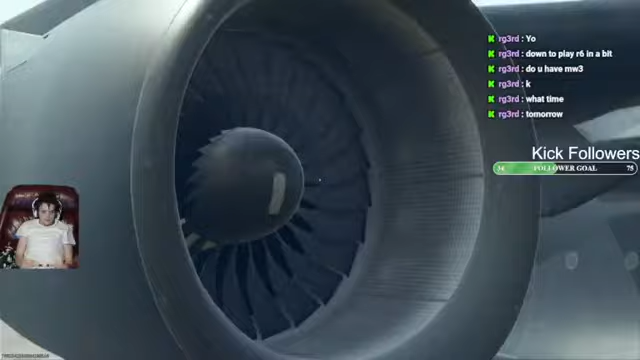 rg3rd : Yo
rg3rd : down to play r6 in a bit
rg3rd : do u have mw3
rg3rd : k
rg3rd : what time
rg3rd : tomorrow
Kick Followers
FOLLOWER GOAL 75